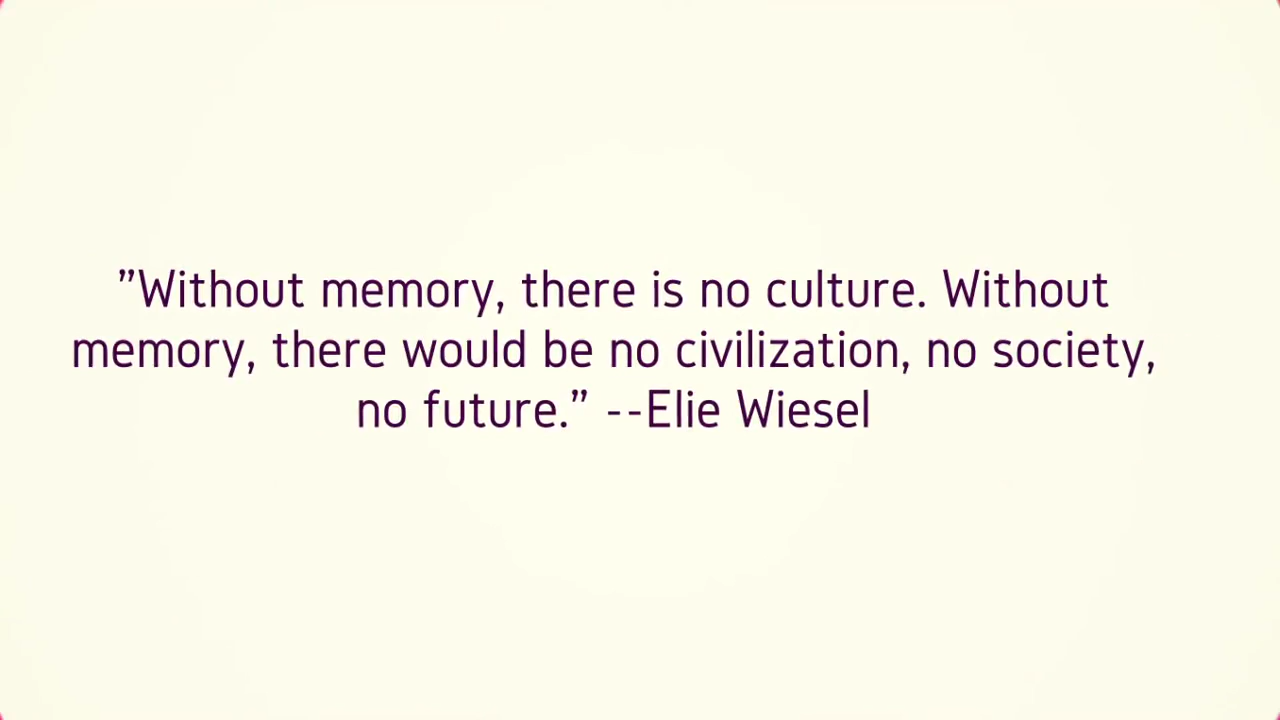 ”Without memory, there is no culture. Without
memory, there would be no civilization, no society,
no future.” --Elie Wiesel